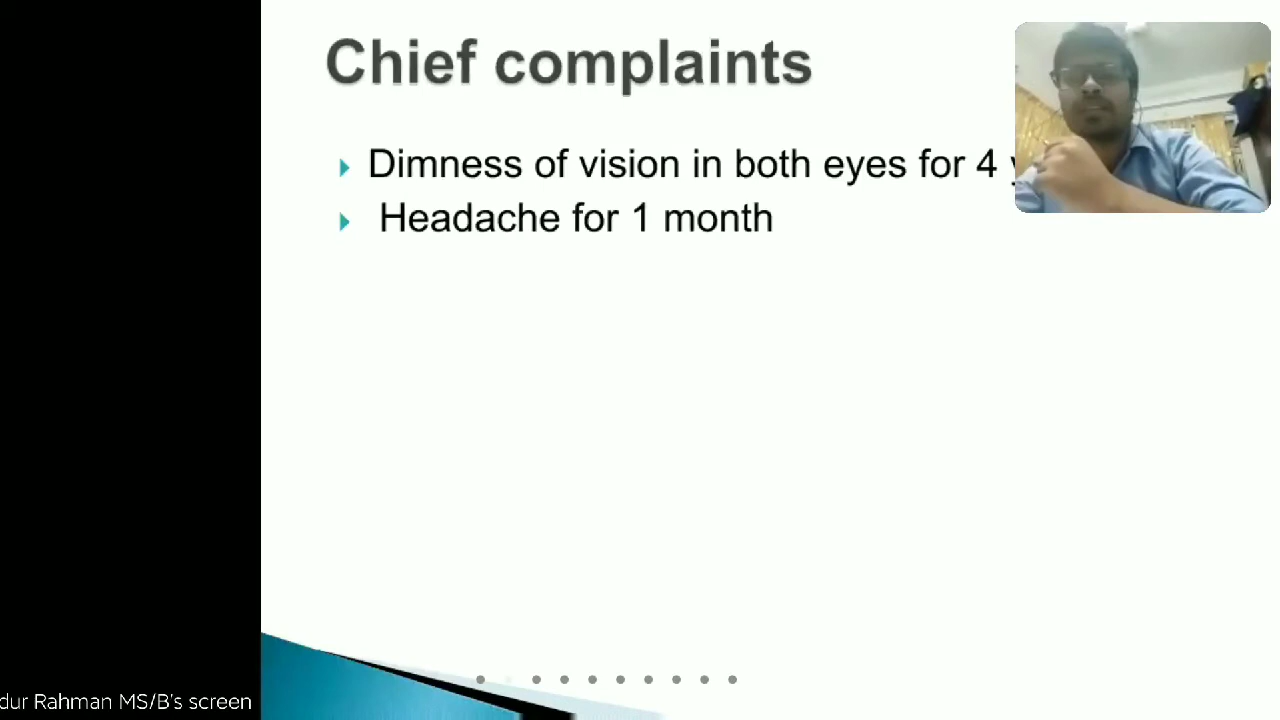 Chief complaints
Dimness of vision in both eyes for 4
Headache for 1 month
dur Rahman MS/B's screen